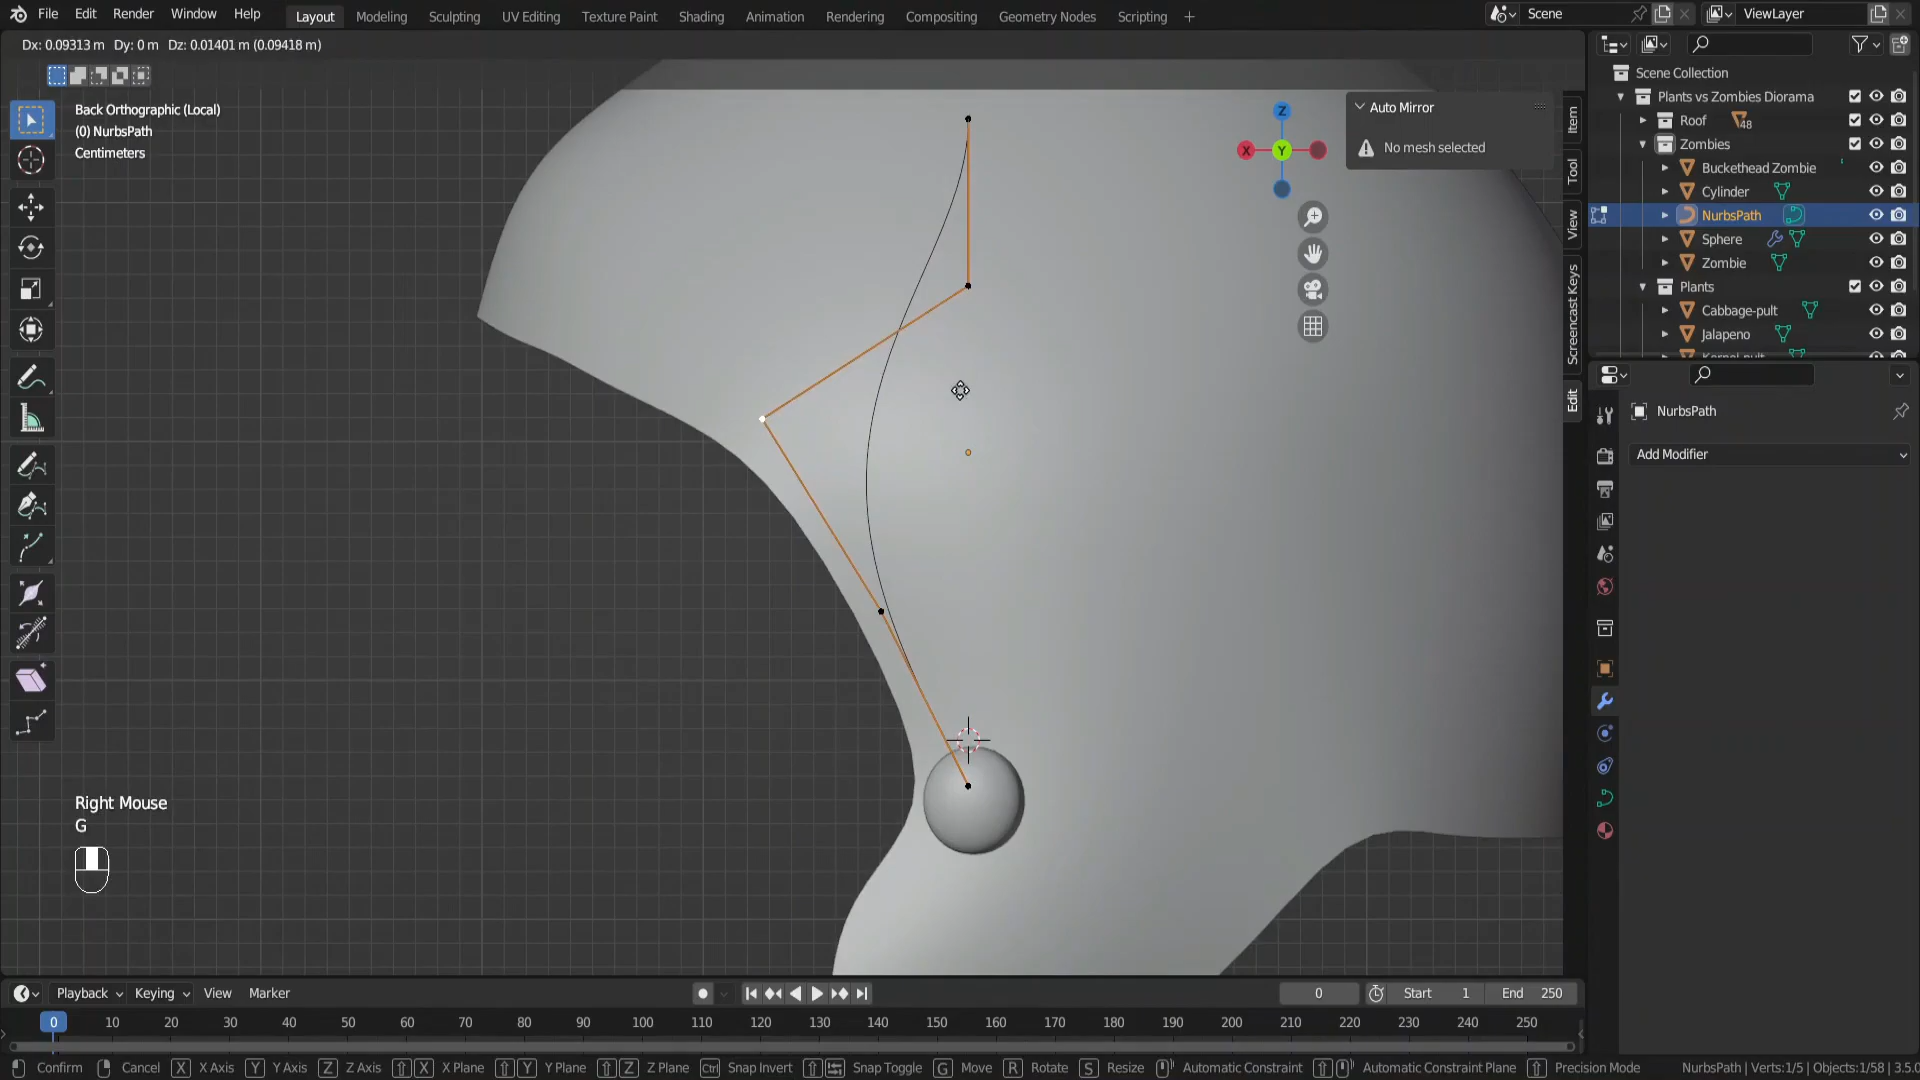 File Edit Render Window Help Layout Modeling Sculpting UV Editing Texture Paint Shading Animation Rendering Compositing Geometry Nodes Scripting + Scene ViewLayer
Dx: 0.09313 m Dy: 0 m Dz: 0.01401 m (0.09418 m)
Back Orthographic (Local)
(0) NurbsPath
Centimeters
Z
X
Y
Auto Mirror
No mesh selected
Item
Tool
View
Screencast Keys
Edit
Scene Collection
Plants vs Zombies Diorama
Roof 48
Zombies
Buckethead Zombie
Cylinder
NurbsPath
Sphere
Zombie
Plants
Cabbage-pult
Jalapeno
Kernel-pult
NurbsPath
Add Modifier
Right Mouse
G
Playback Keying View Marker 0 Start 1 End 250
0 10 20 30 40 50 60 70 80 90 100 110 120 130 140 150 160 170 180 190 200 210 220 230 240 250
Confirm Cancel X X Axis Y Y Axis Z Z Axis X X Plane Y Y Plane Z Z Plane Ctrl Snap Invert Snap Toggle G Move R Rotate S Resize Automatic Constraint Automatic Constraint Plane Precision Mode NurbsPath | Verts:1/5 | Objects:1/58 | 3.5.0